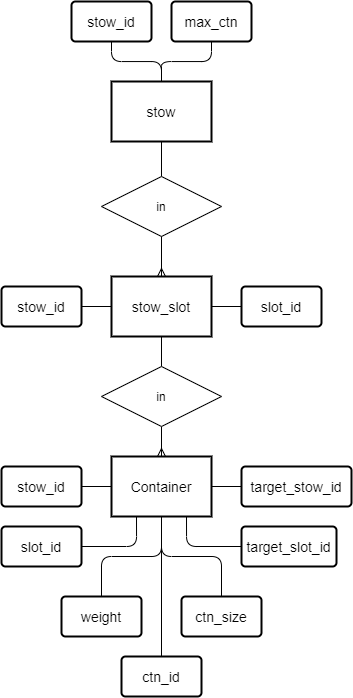 stow_id
max_ctn
stow
in
stow_id
stow_slot
slot_id
in
stow_id
Container
target_stow_id
slot_id
target_slot_id
weight
ctn_size
ctn_id